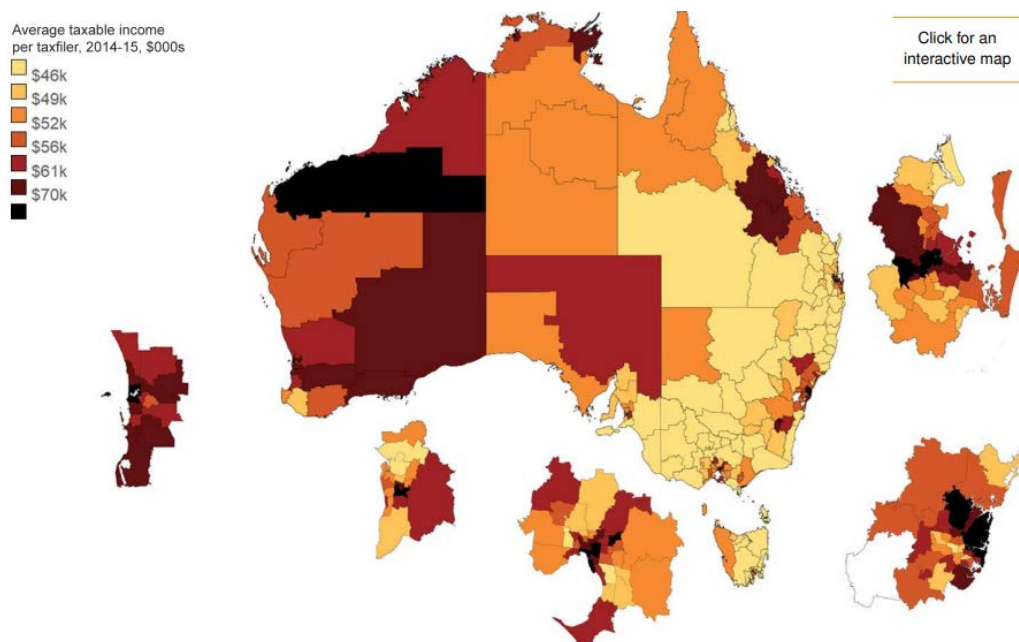 Average taxable income
per taxfiler, 2014-15, $000s
$46k
$49k
$52k
$56k
$61k
$70k
Click for an
interactive map